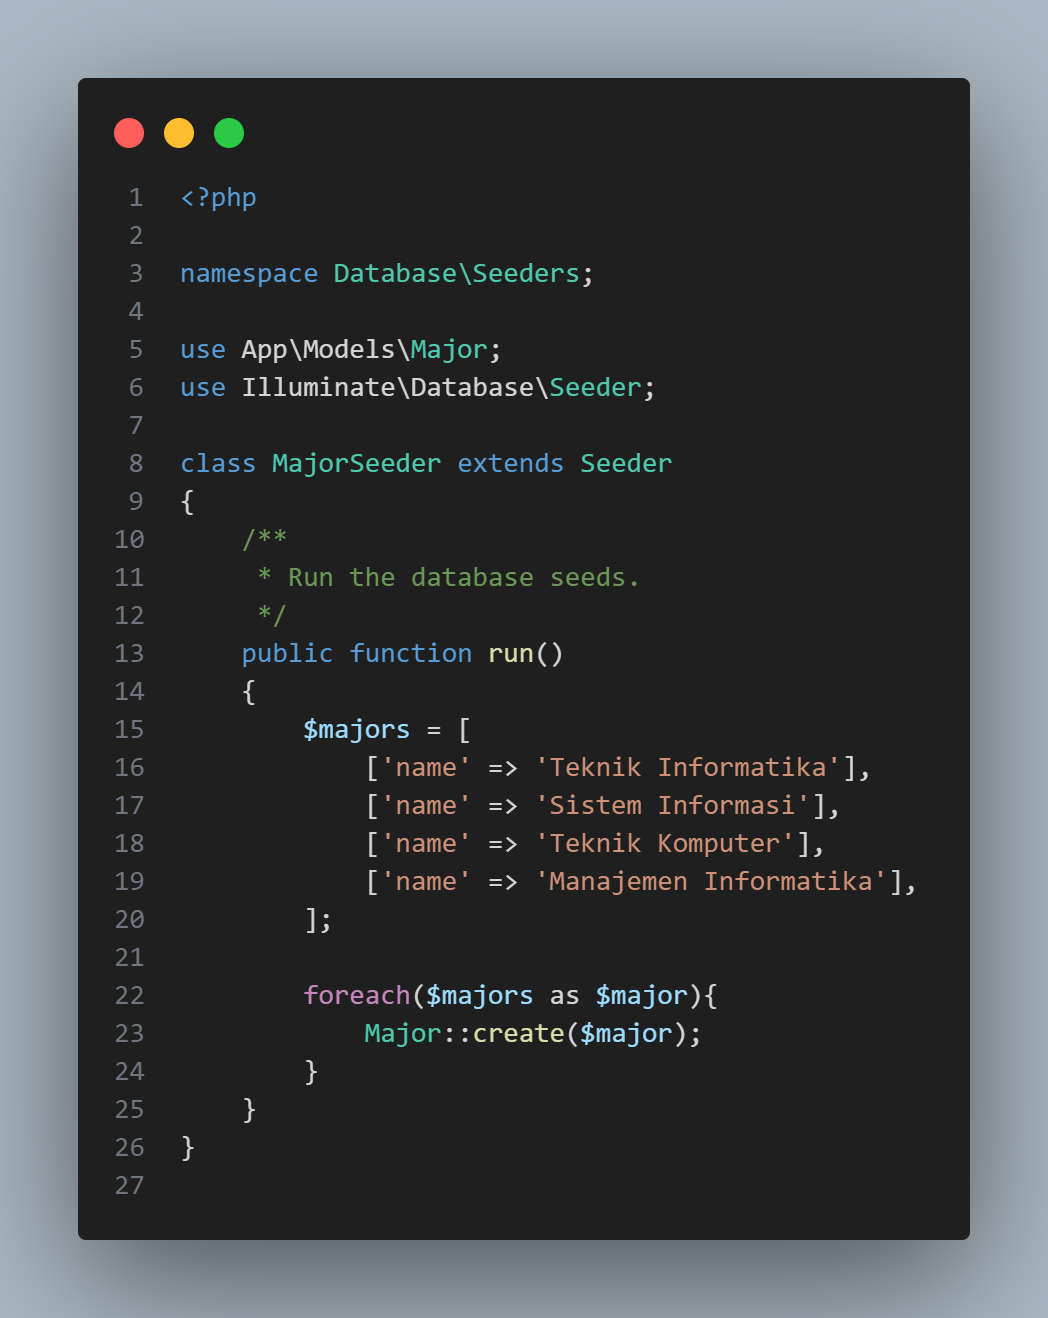 1 <?php
2
3 namespace Database\Seeders;
4
5 use App\Models\Major;
6 use Illuminate\Database\Seeder;
7
8 class MajorSeeder extends Seeder
9 {
10     /**
11      * Run the database seeds.
12      */
13     public function run()
14     {
15         $majors = [
16             ['name' => 'Teknik Informatika'],
17             ['name' => 'Sistem Informasi'],
18             ['name' => 'Teknik Komputer'],
19             ['name' => 'Manajemen Informatika'],
20         ];
21
22         foreach($majors as $major){
23             Major::create($major);
24         }
25     }
26 }
27